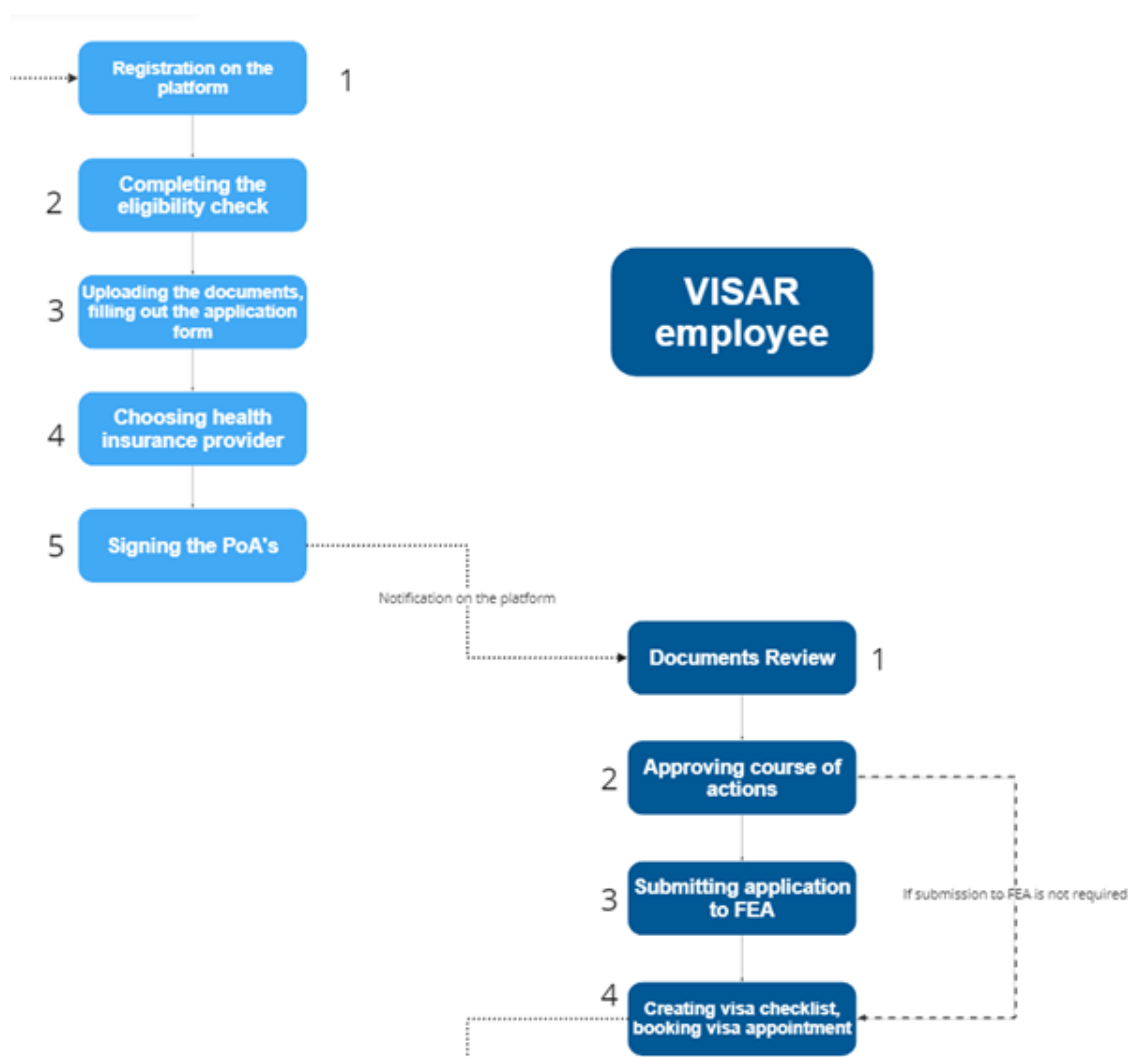 Registration on the
platform
1
2
Completing the
eligibility check
3
Uploading the documents,
filling out the application
form
VISAR
employee
4
Choosing health
insurance provider
5
Signing the PoA's
Notification on the platform
Documents Review
1
2
Approving course of
actions
3
Submitting application
to FEA
If submission to FEA is not required
4
Creating visa checklist,
booking visa appointment